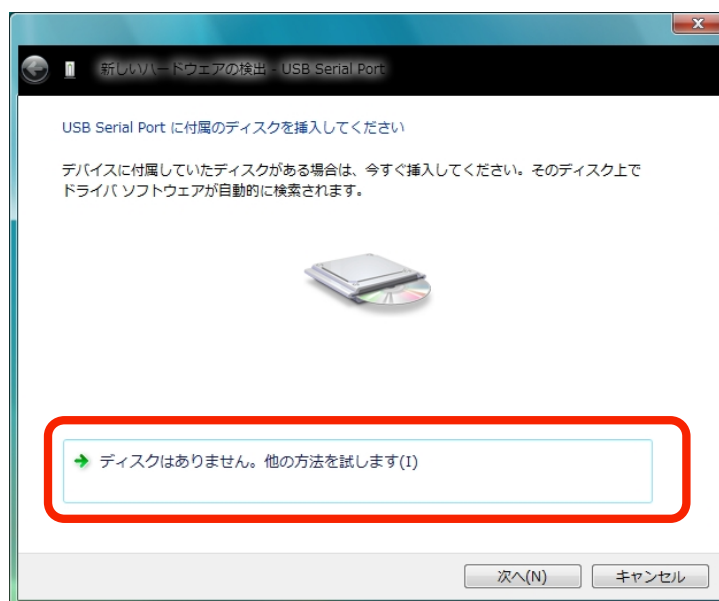 新しいハードウェアの検出 - USB Serial Port
USB Serial Port に付属のディスクを挿入してください
デバイスに付属していたディスクがある場合は、今すぐ挿入してください。そのディスク上で
ドライバ ソフトウェアが自動的に検索されます。
ディスクはありません。他の方法を試します(I)
次へ(N)
キャンセル